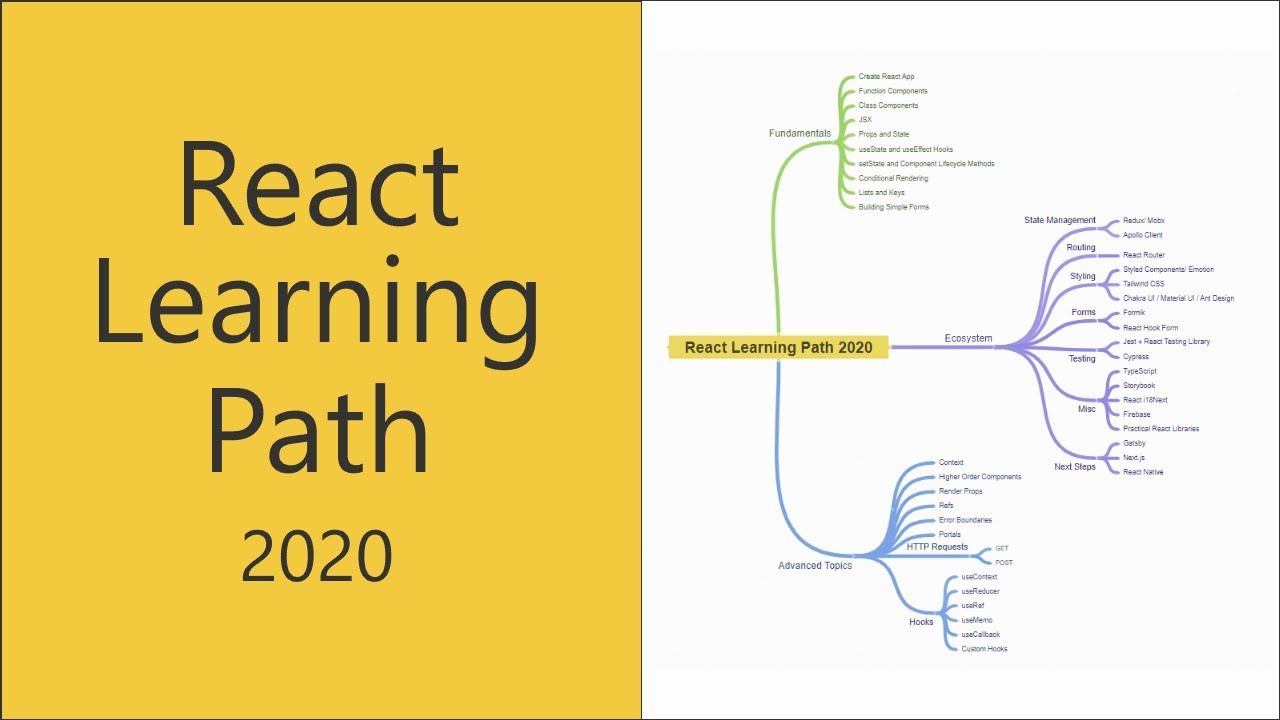 React
Learning
Path
2020
React Learning Path 2020
Fundamentals
Create React App
Function Components
Class Components
JSX
Props and State
useState and useEffect Hooks
setState and Component Lifecycle Methods
Conditional Rendering
Lists and Keys
Building Simple Forms
Ecosystem
State Management
Redux/ Mobx
Apollo Client
Routing
React Router
Styling
Styled Components/ Emotion
Tailwind CSS
Chakra UI / Material UI / Ant Design
Forms
Formik
React Hook Form
Testing
Jest + React Testing Library
Cypress
Misc
TypeScript
Storybook
React i18Next
Firebase
Practical React Libraries
Next Steps
Gatsby
Next.js
React Native
Advanced Topics
Context
Higher Order Components
Render Props
Refs
Error Boundaries
Portals
HTTP Requests
GET
POST
Hooks
useContext
useReducer
useRef
useMemo
useCallback
Custom Hooks